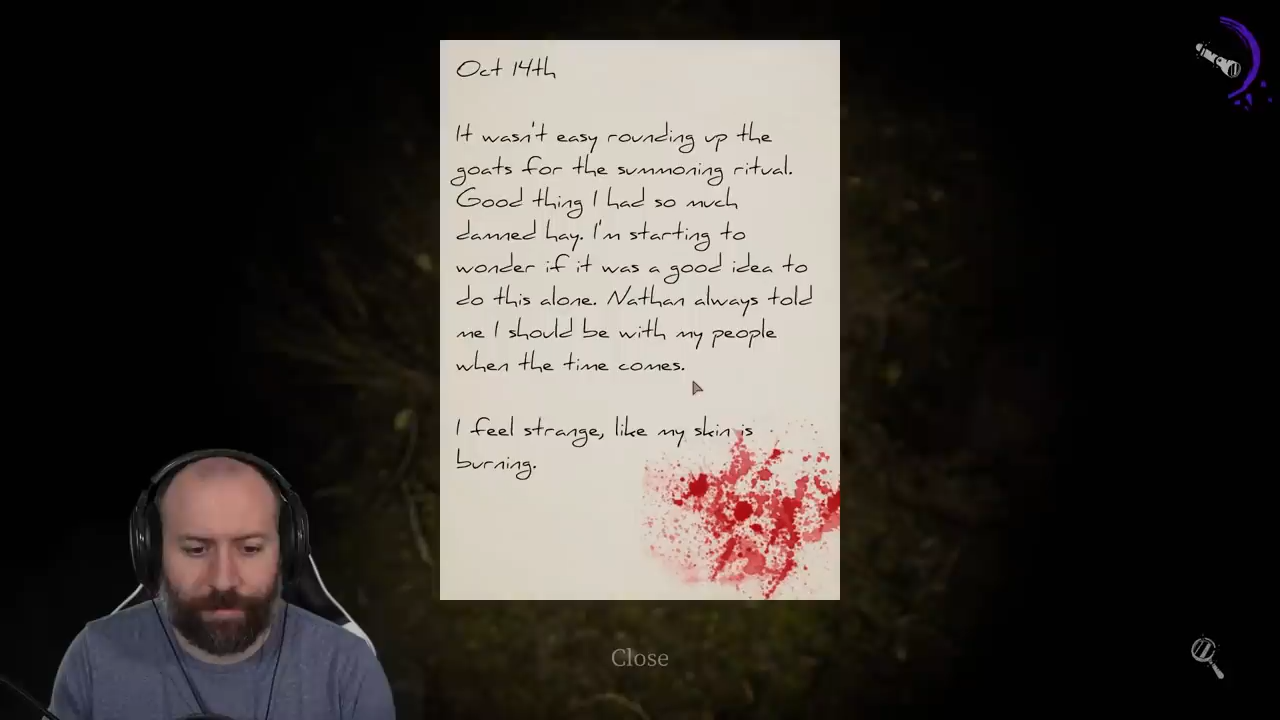 Oct 14th
It wasn't easy rounding up the
goats for the summoning ritual.
Good thing I had so much
damned hay. I'm starting to
wonder if it was a good idea to
do this alone. Nathan always told
me I should be with my people
when the time comes.
I feel strange, like my skin is
burning.
Close